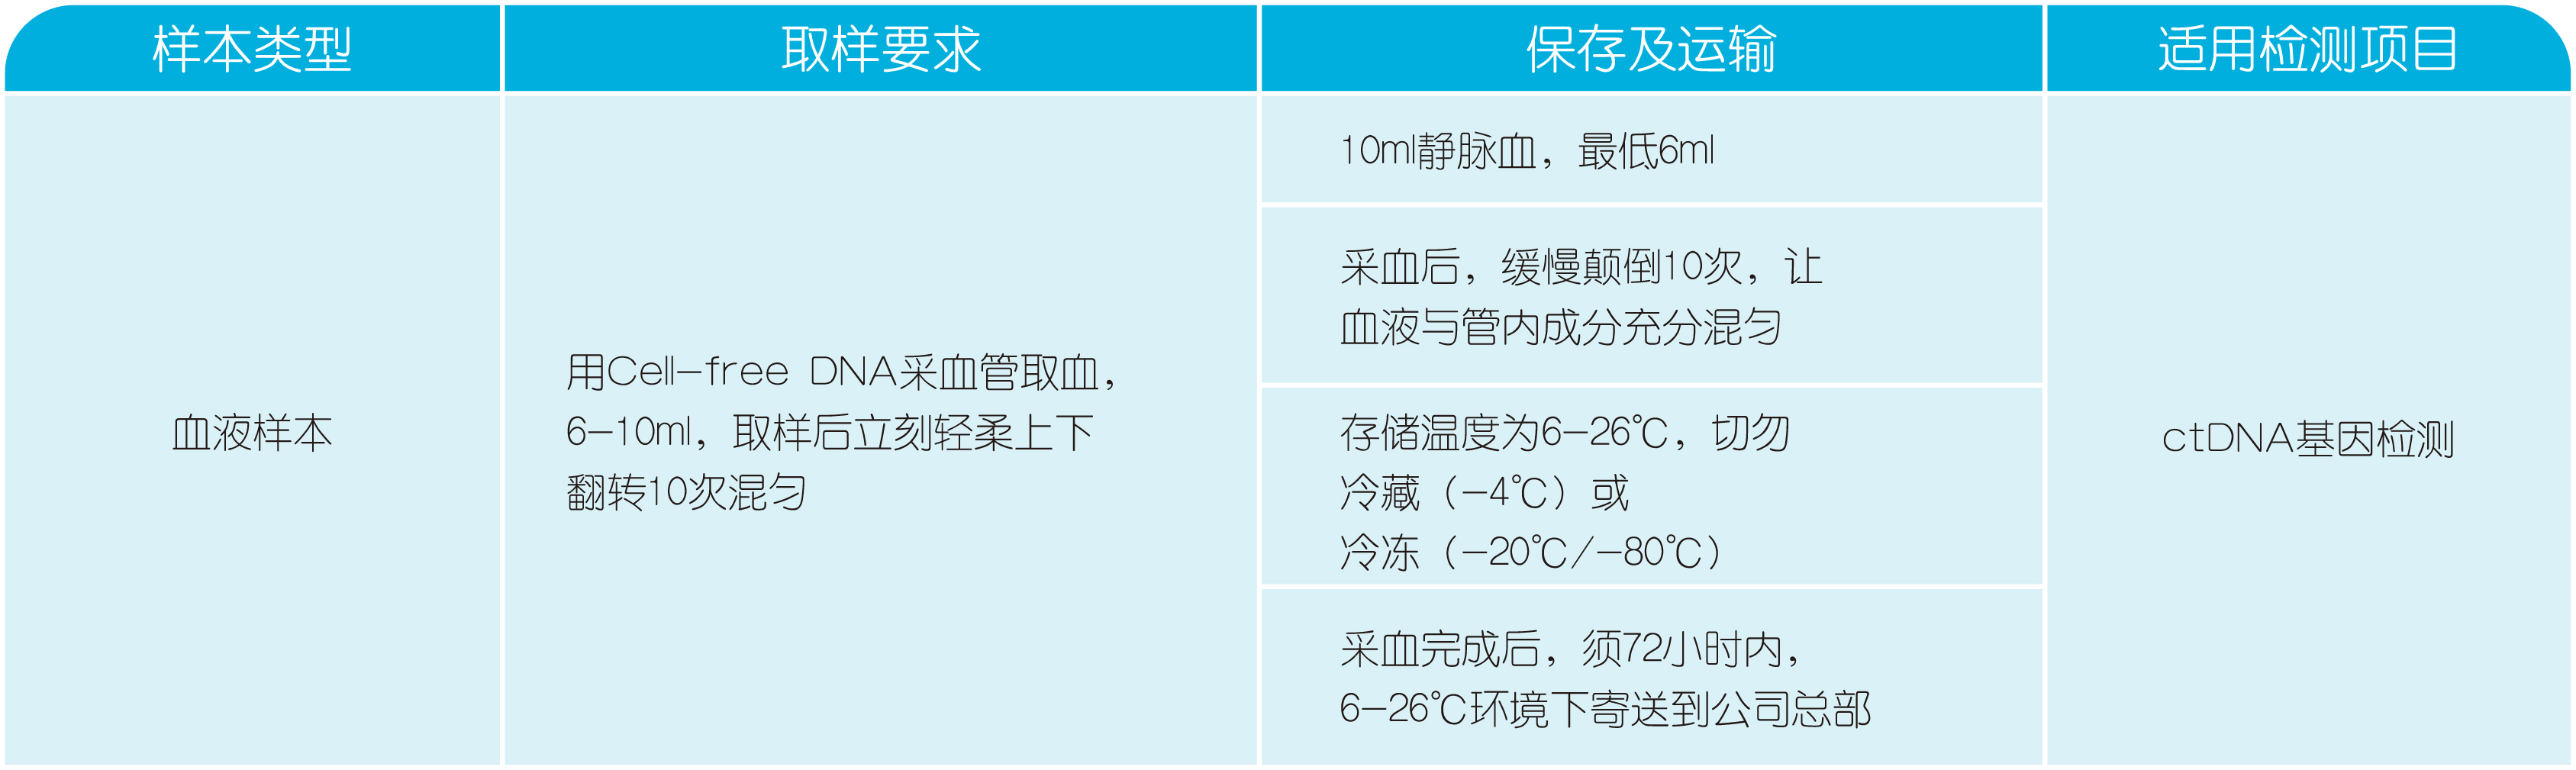 样本类型
取样要求
保存及运输
适用检测项目
血液样本
用Cell-free DNA采血管取血，
6-10ml，取样后立刻轻柔上下
翻转10次混匀
10ml静脉血，最低6ml
采血后，缓慢颠倒10次，让
血液与管内成分充分混匀
存储温度为6-26℃，切勿
冷藏（-4℃）或
冷冻（-20℃/-80℃）
采血完成后，须72小时内，
6-26℃环境下寄送到公司总部
ctDNA基因检测